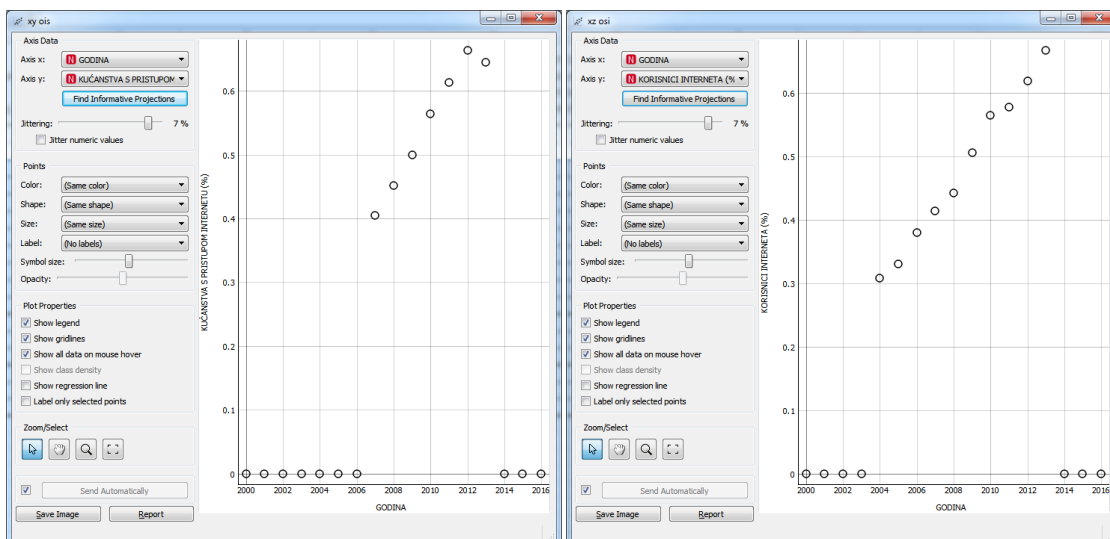 xy ois
Axis Data
Axis x: N GODINA
Axis y: N KUĆANSTVA S PRISTUPOM
Find Informative Projections
Jittering: 7 %
Jitter numeric values
Points
Color: (Same color)
Shape: (Same shape)
Size: (Same size)
Label: (No labels)
Symbol size:
Opacity:
Plot Properties
Show legend
Show gridlines
Show all data on mouse hover
Show class density
Show regression line
Label only selected points
Zoom/Select
Send Automatically
Save Image Report
KUĆANSTVA S PRISTUPOM INTERNETU (%)
0.6
0.5
0.4
0.3
0.2
0.1
0
2000 2002 2004 2006 2008 2010 2012 2014 2016
GODINA
xz osi
Axis Data
Axis x: N GODINA
Axis y: N KORISNICI INTERNETA (%
Find Informative Projections
Jittering: 7 %
Jitter numeric values
Points
Color: (Same color)
Shape: (Same shape)
Size: (Same size)
Label: (No labels)
Symbol size:
Opacity:
Plot Properties
Show legend
Show gridlines
Show all data on mouse hover
Show class density
Show regression line
Label only selected points
Zoom/Select
Send Automatically
Save Image Report
KORISNICI INTERNETA (%)
0.6
0.5
0.4
0.3
0.2
0.1
0
2000 2002 2004 2006 2008 2010 2012 2014 2016
GODINA